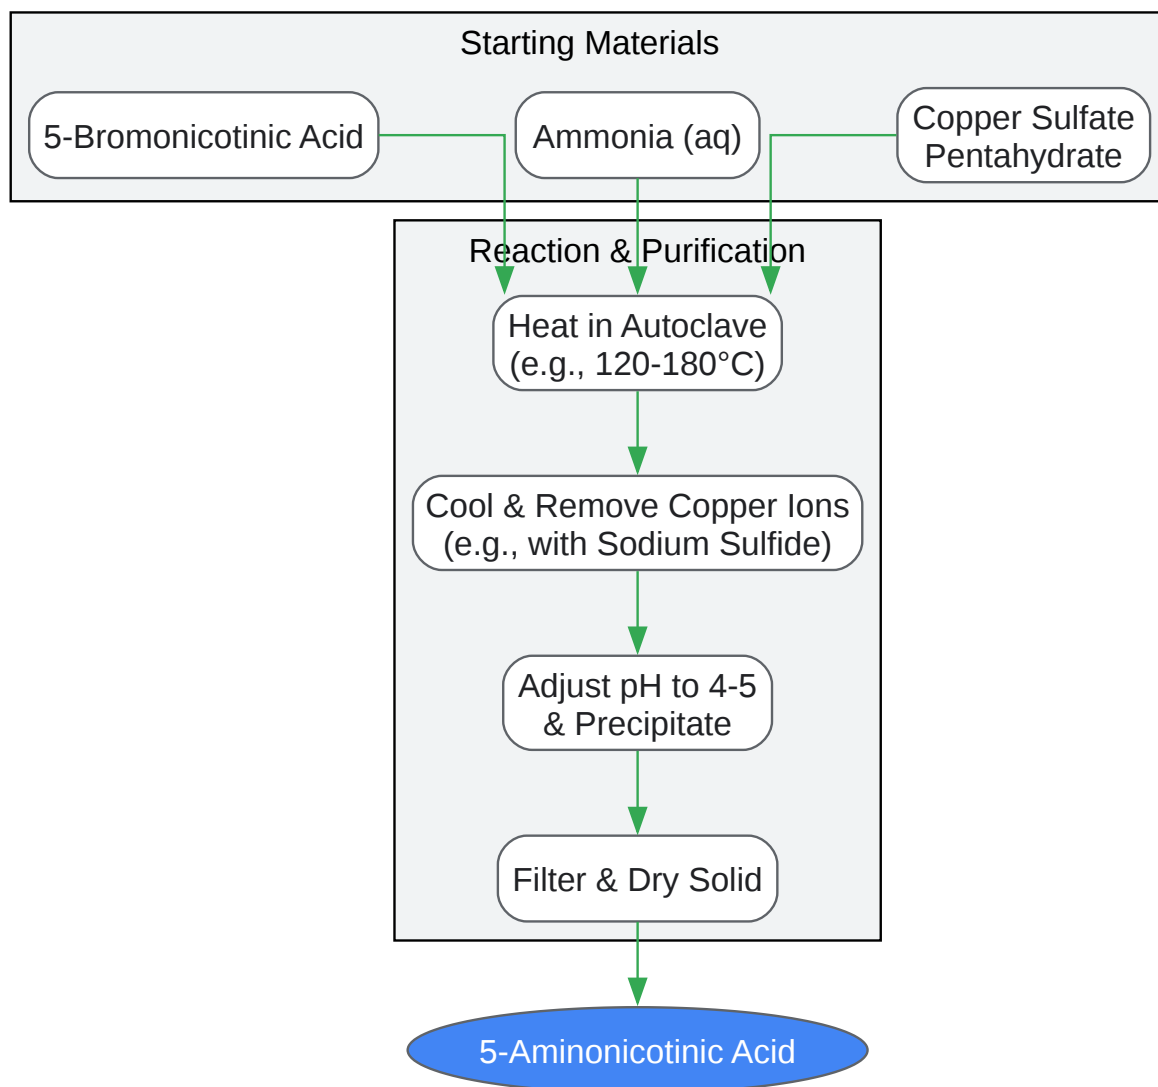 Starting Materials
5-Bromonicotinic Acid
Ammonia (aq)
Copper Sulfate
Pentahydrate
Reaction & Purification
Heat in Autoclave
(e.g., 120-180°C)
Cool & Remove Copper Ions
(e.g., with Sodium Sulfide)
Adjust pH to 4-5
& Precipitate
Filter & Dry Solid
5-Aminonicotinic Acid